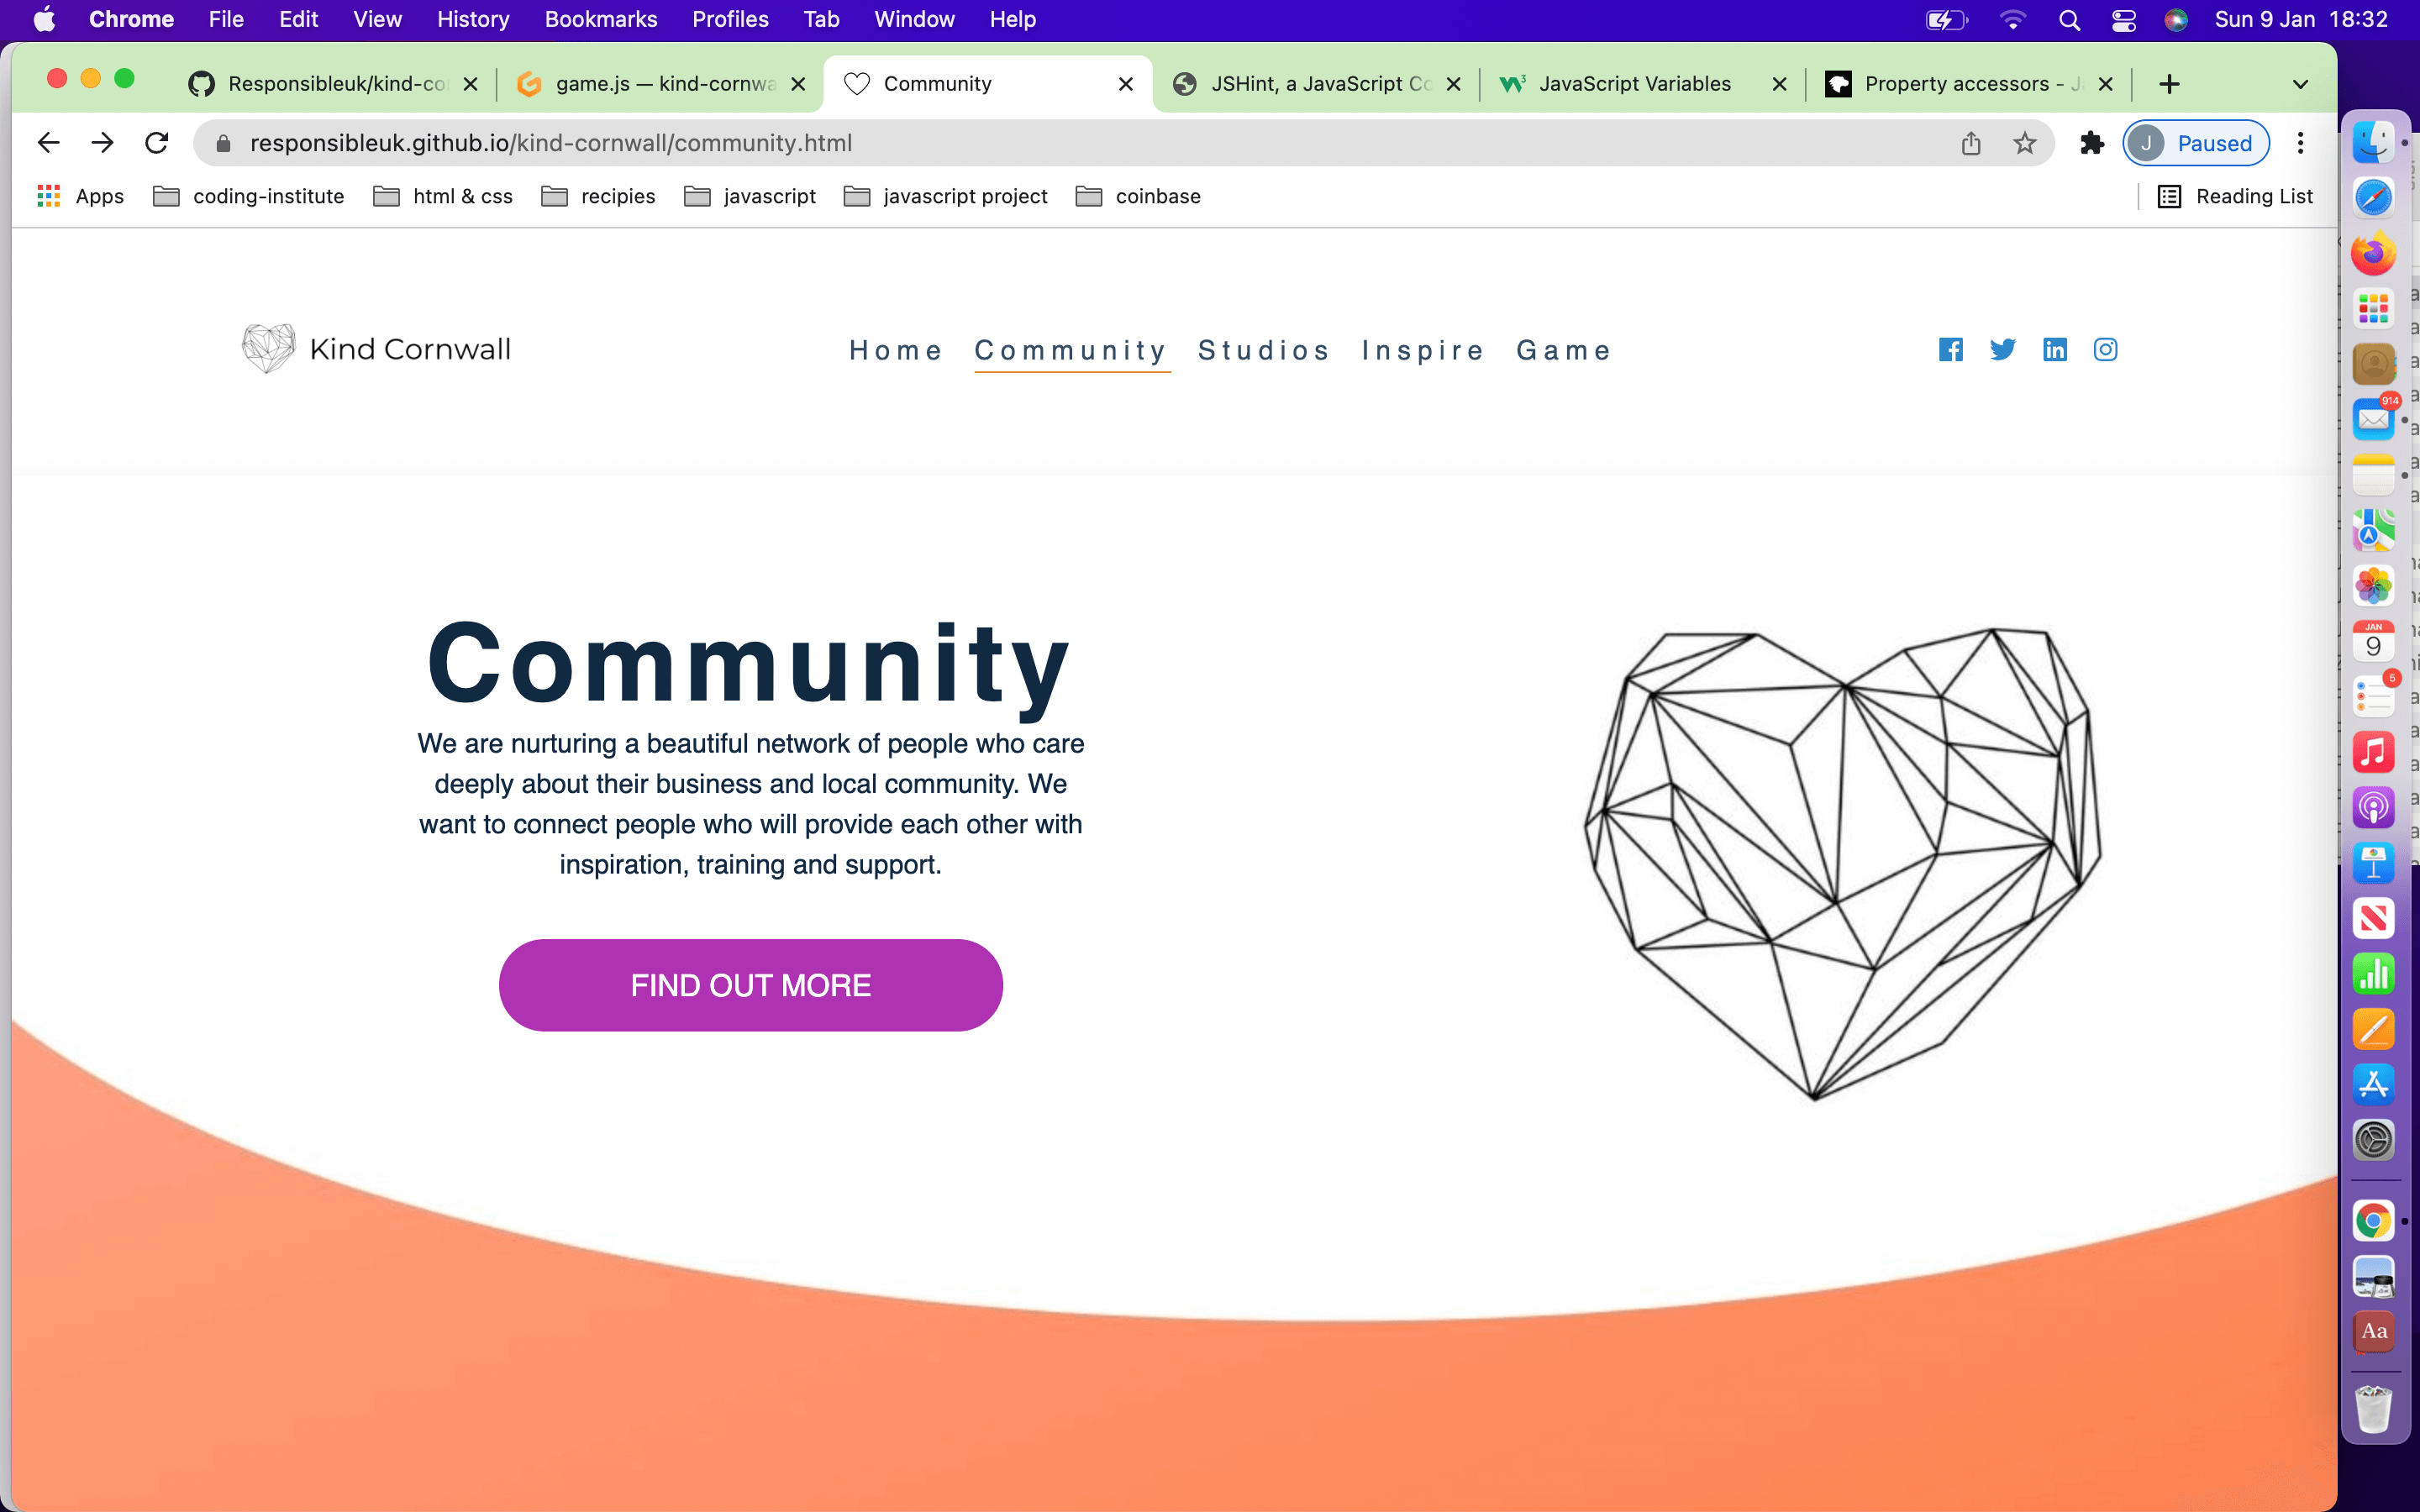 Chrome File Edit View History Bookmarks Profiles Tab Window Help Sun 9 Jan 18:32
Responsibleuk/kind-co game.js — kind-cornwa Community JSHint, a JavaScript Co JavaScript Variables Property accessors - J
responsibleuk.github.io/kind-cornwall/community.html J Paused
Apps coding-institute html & css recipies javascript javascript project coinbase Reading List
Kind Cornwall Home Community Studios Inspire Game
Community
We are nurturing a beautiful network of people who care
deeply about their business and local community. We
want to connect people who will provide each other with
inspiration, training and support.
FIND OUT MORE
914
JAN
9
5
Aa